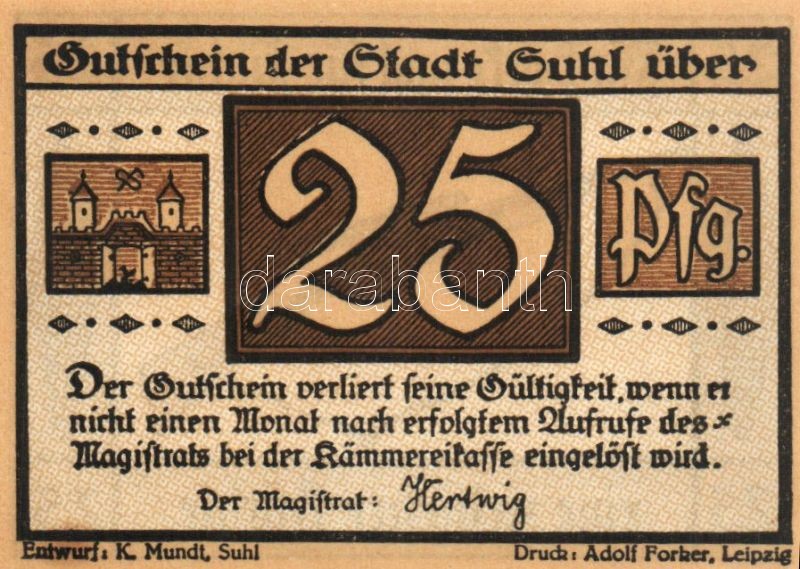 Gutschein der Stadt Suhl über
25
Pfg.
darabanth
Der Gutschein verliert seine Gültigkeit, wenn er
nicht einen Monat nach erfolgtem Aufrufe des
Magistrats bei der Kämmereikasse eingelöst wird.
Der Magistrat: Hertwig
Entwurf: K. Mundt, Suhl
Druck: Adolf Forker, Leipzig